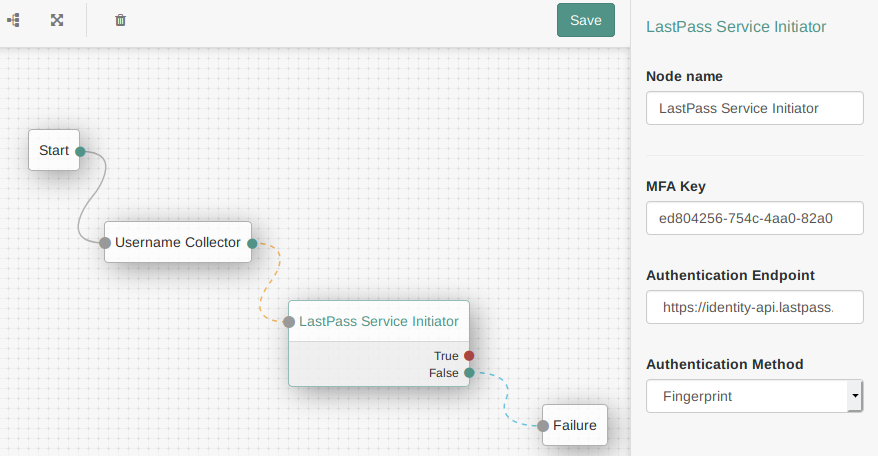 Save
Start
Username Collector
LastPass Service Initiator
True
False
Failure
LastPass Service Initiator
Node name
LastPass Service Initiator
MFA Key
ed804256-754c-4aa0-82a0
Authentication Endpoint
https://identity-api.lastpass.
Authentication Method
Fingerprint